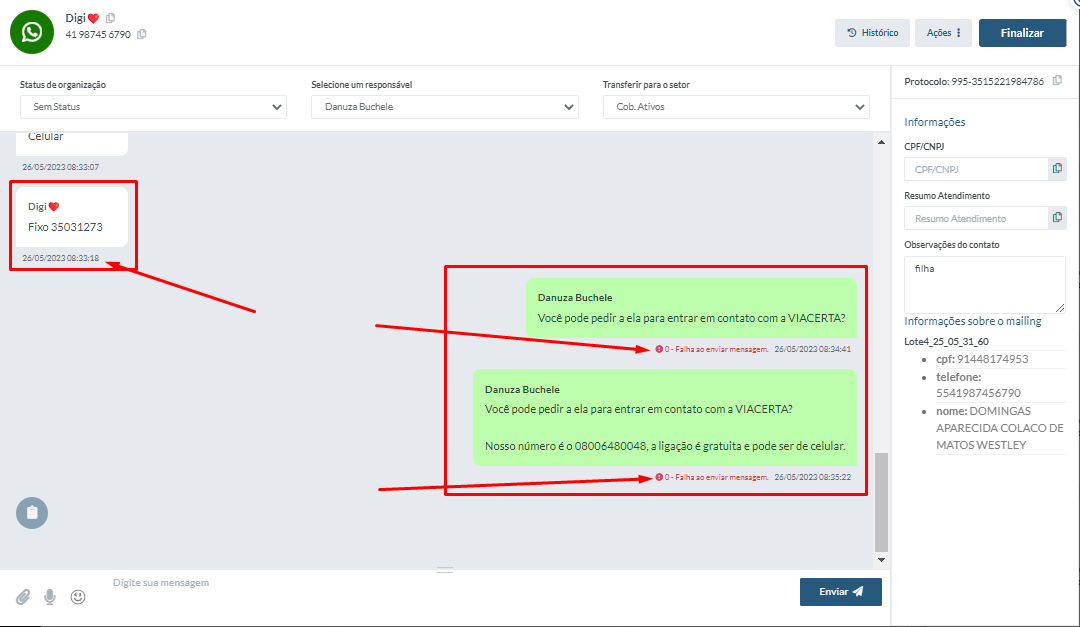 Digi❤️
41 98745 6790
Histórico
Ações
Finalizar
Status de organização
Selecione um responsável
Transferir para o setor
Sem Status
Danuza Buchele
Cob. Ativos
Celular
26/05/2023 08:33:07
Digi❤️
Fixo 35031273
26/05/2023 08:33:18
Danuza Buchele
Você pode pedir a ela para entrar em contato com a VIACERTA?
0 - Falha ao enviar mensagem. 26/05/2023 08:34:41
Danuza Buchele
Você pode pedir a ela para entrar em contato com a VIACERTA?
Nosso número é o 08006480048, a ligação é gratuita e pode ser de celular.
0 - Falha ao enviar mensagem. 26/05/2023 08:35:22
Digite sua mensagem
Enviar
Protocolo: 995-3515221984786
Informações
CPF/CNPJ
CPF/CNPJ
Resumo Atendimento
Resumo Atendimento
Observações do contato
filha
Informações sobre o mailing
Lote4_25_05_31_60
cpf: 91448174953
telefone:
5541987456790
nome: DOMINGAS
APARECIDA COLACO DE
MATOS WESTLEY